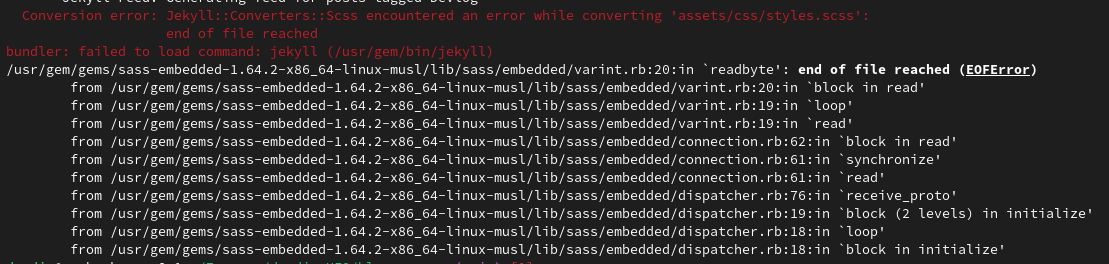 Conversion error: Jekyll::Converters::Scss encountered an error while converting 'assets/css/styles.scss':
end of file reached
bundler: failed to load command: jekyll (/usr/gem/bin/jekyll)
/usr/gem/gems/sass-embedded-1.64.2-x86_64-linux-musl/lib/sass/embedded/varint.rb:20:in `readbyte': end of file reached (EOFError)
from /usr/gem/gems/sass-embedded-1.64.2-x86_64-linux-musl/lib/sass/embedded/varint.rb:20:in `block in read'
from /usr/gem/gems/sass-embedded-1.64.2-x86_64-linux-musl/lib/sass/embedded/varint.rb:19:in `loop'
from /usr/gem/gems/sass-embedded-1.64.2-x86_64-linux-musl/lib/sass/embedded/varint.rb:19:in `read'
from /usr/gem/gems/sass-embedded-1.64.2-x86_64-linux-musl/lib/sass/embedded/connection.rb:62:in `block in read'
from /usr/gem/gems/sass-embedded-1.64.2-x86_64-linux-musl/lib/sass/embedded/connection.rb:61:in `synchronize'
from /usr/gem/gems/sass-embedded-1.64.2-x86_64-linux-musl/lib/sass/embedded/connection.rb:61:in `read'
from /usr/gem/gems/sass-embedded-1.64.2-x86_64-linux-musl/lib/sass/embedded/dispatcher.rb:76:in `receive_proto'
from /usr/gem/gems/sass-embedded-1.64.2-x86_64-linux-musl/lib/sass/embedded/dispatcher.rb:19:in `block (2 levels) in initialize'
from /usr/gem/gems/sass-embedded-1.64.2-x86_64-linux-musl/lib/sass/embedded/dispatcher.rb:18:in `loop'
from /usr/gem/gems/sass-embedded-1.64.2-x86_64-linux-musl/lib/sass/embedded/dispatcher.rb:18:in `block in initialize'